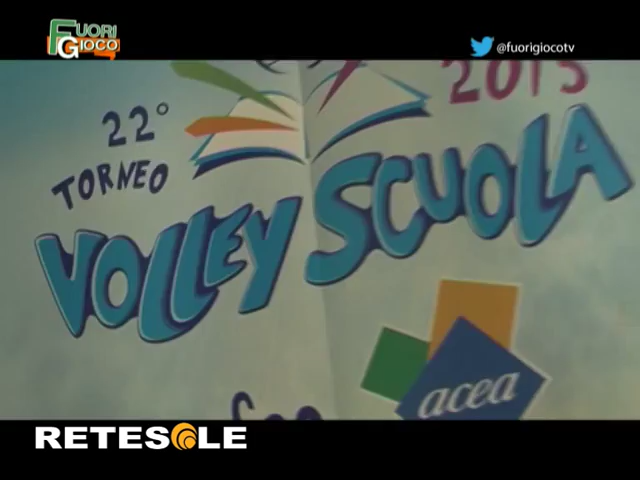 FUORI
GIOCO
@fuorigiocotv
2015
22°
TORNEO
VOLLEY SCUOLA
acea
RETESOLE